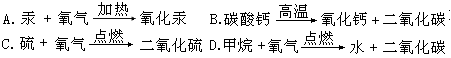 A. 汞 + 氧气 加热 氧化汞 B.碳酸钙 高温 氧化钙 + 二氧化碳
C. 硫 + 氧气 点燃 二氧化硫 D.甲烷 + 氧气 点燃 水 + 二氧化碳